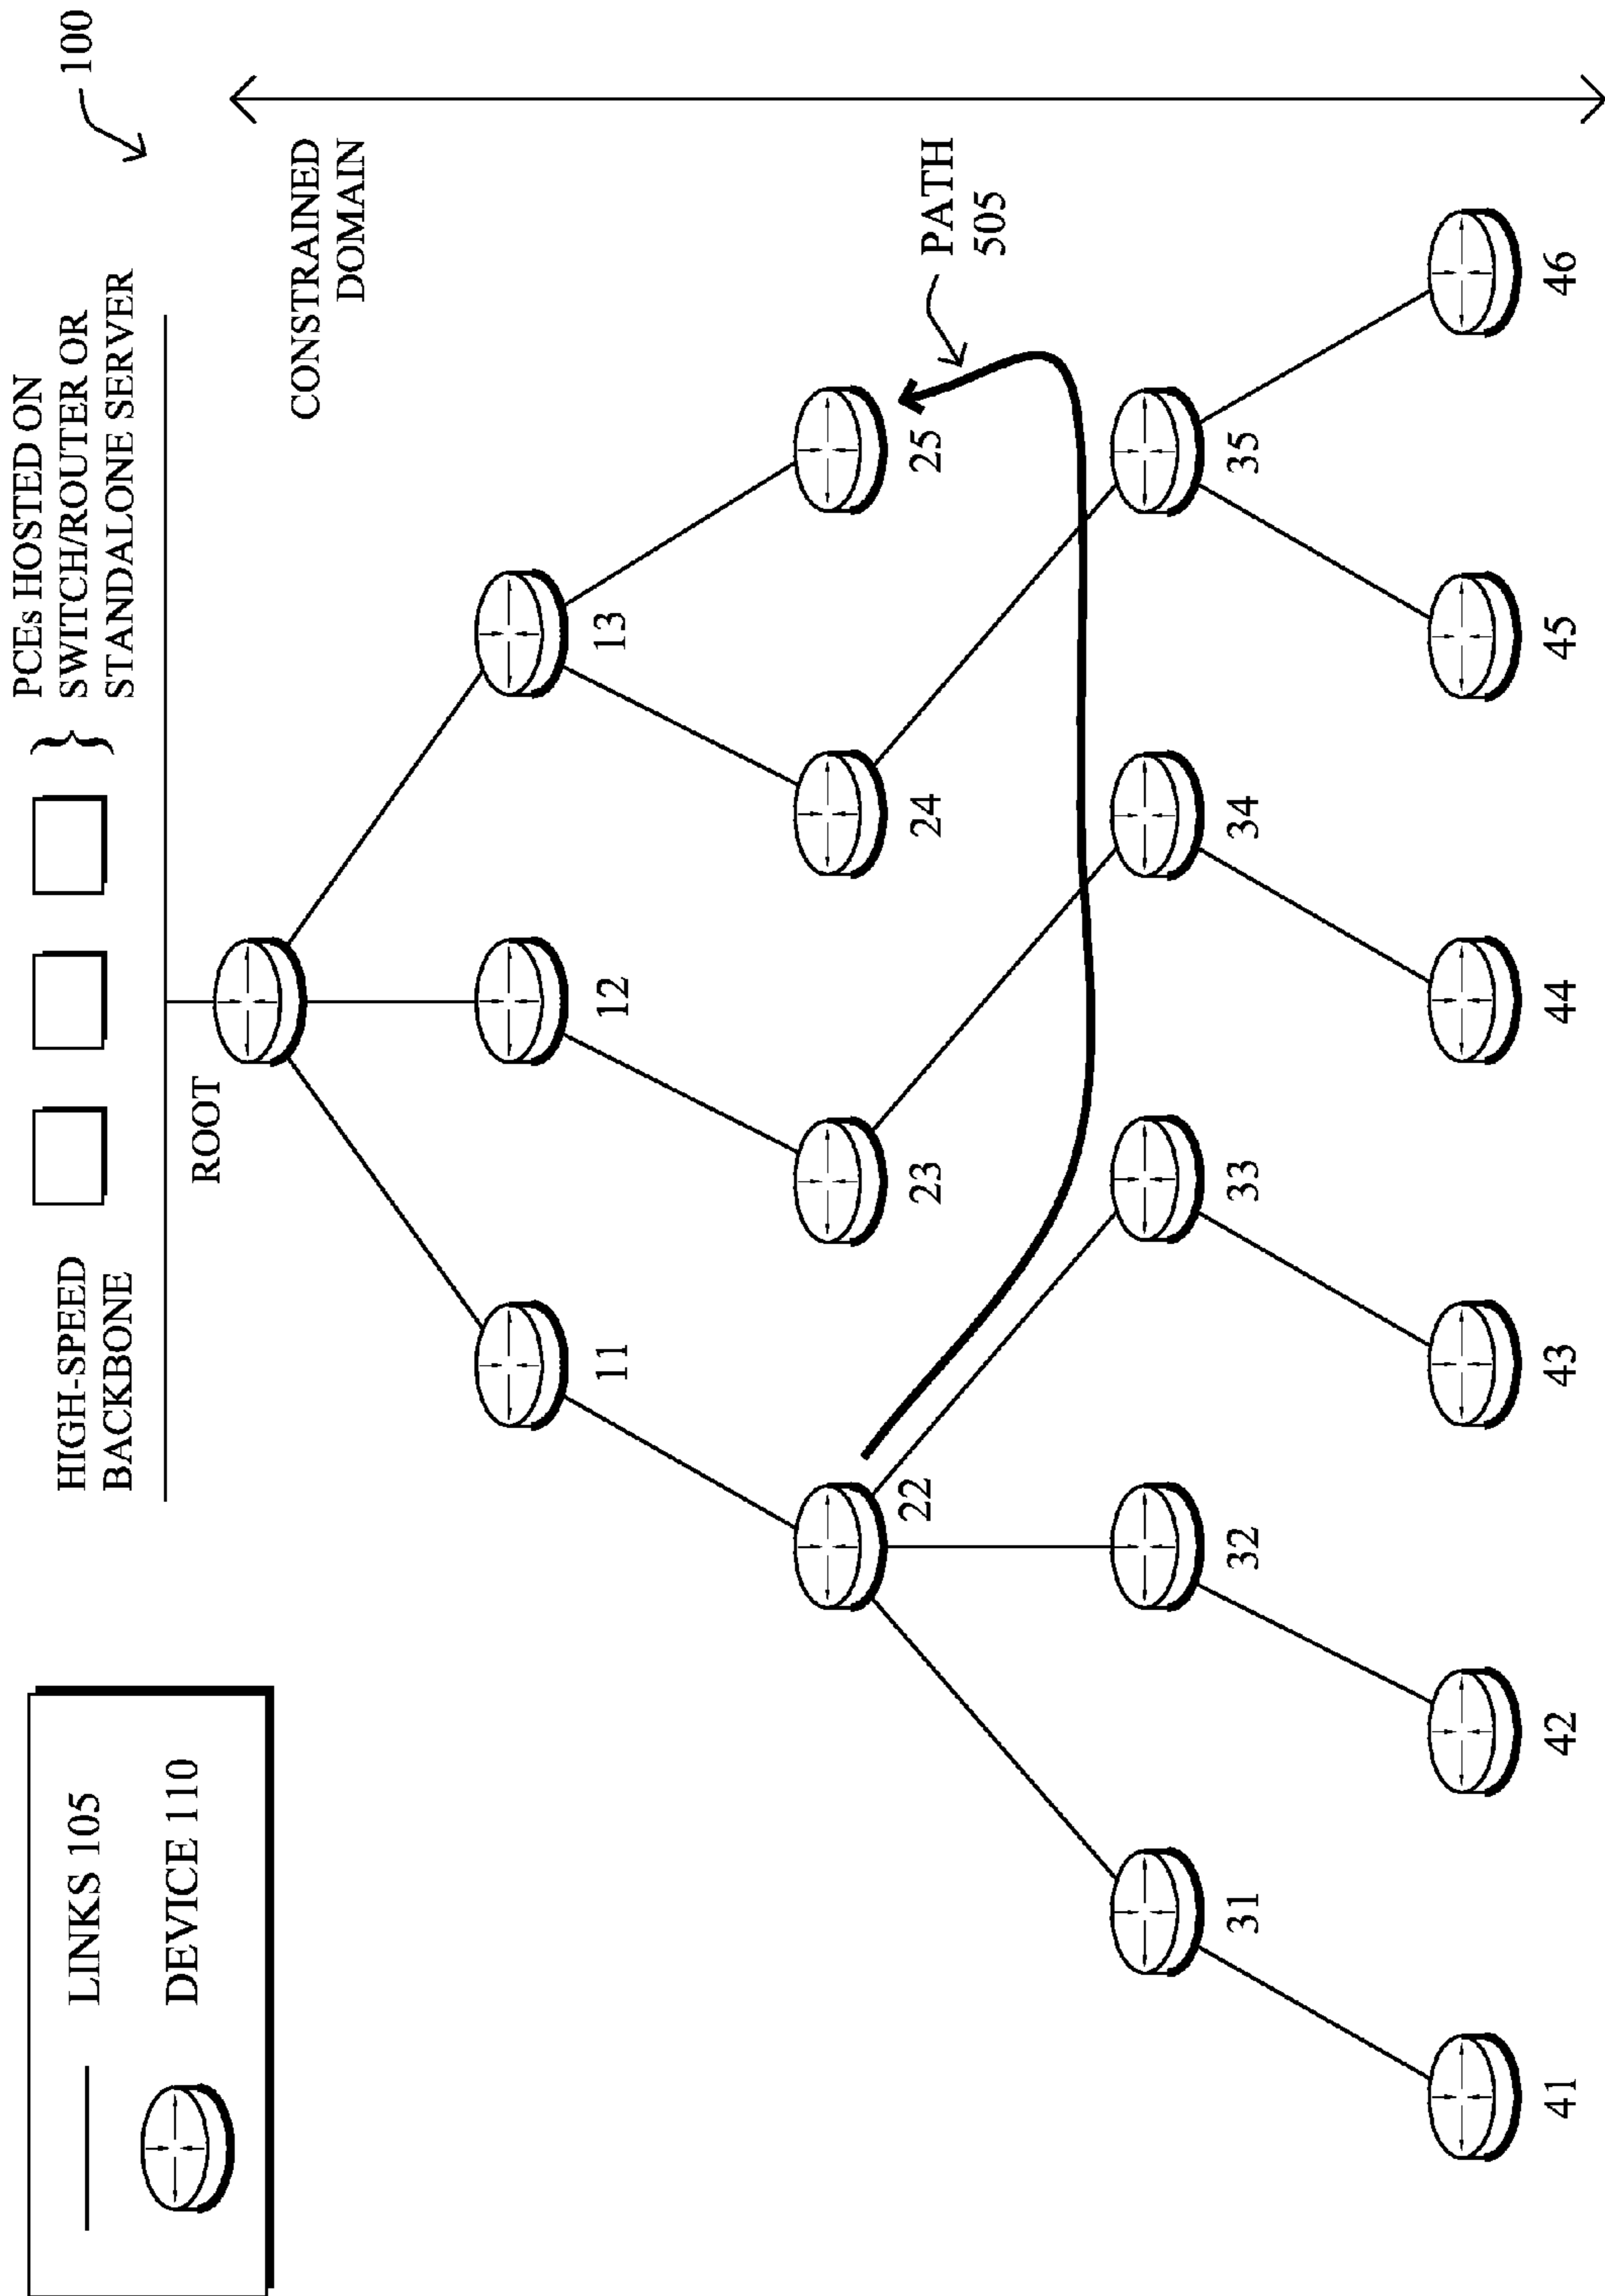 LINKS 105
DEVICE 110
HIGH-SPEED
BACKBONE
PCEs HOSTED ON
SWITCH/ROUTER OR
STANDALONE SERVER
100
ROOT
CONSTRAINED
DOMAIN
11
12
13
22
23
24
25
PATH
505
31
32
33
34
35
41
42
43
44
45
46